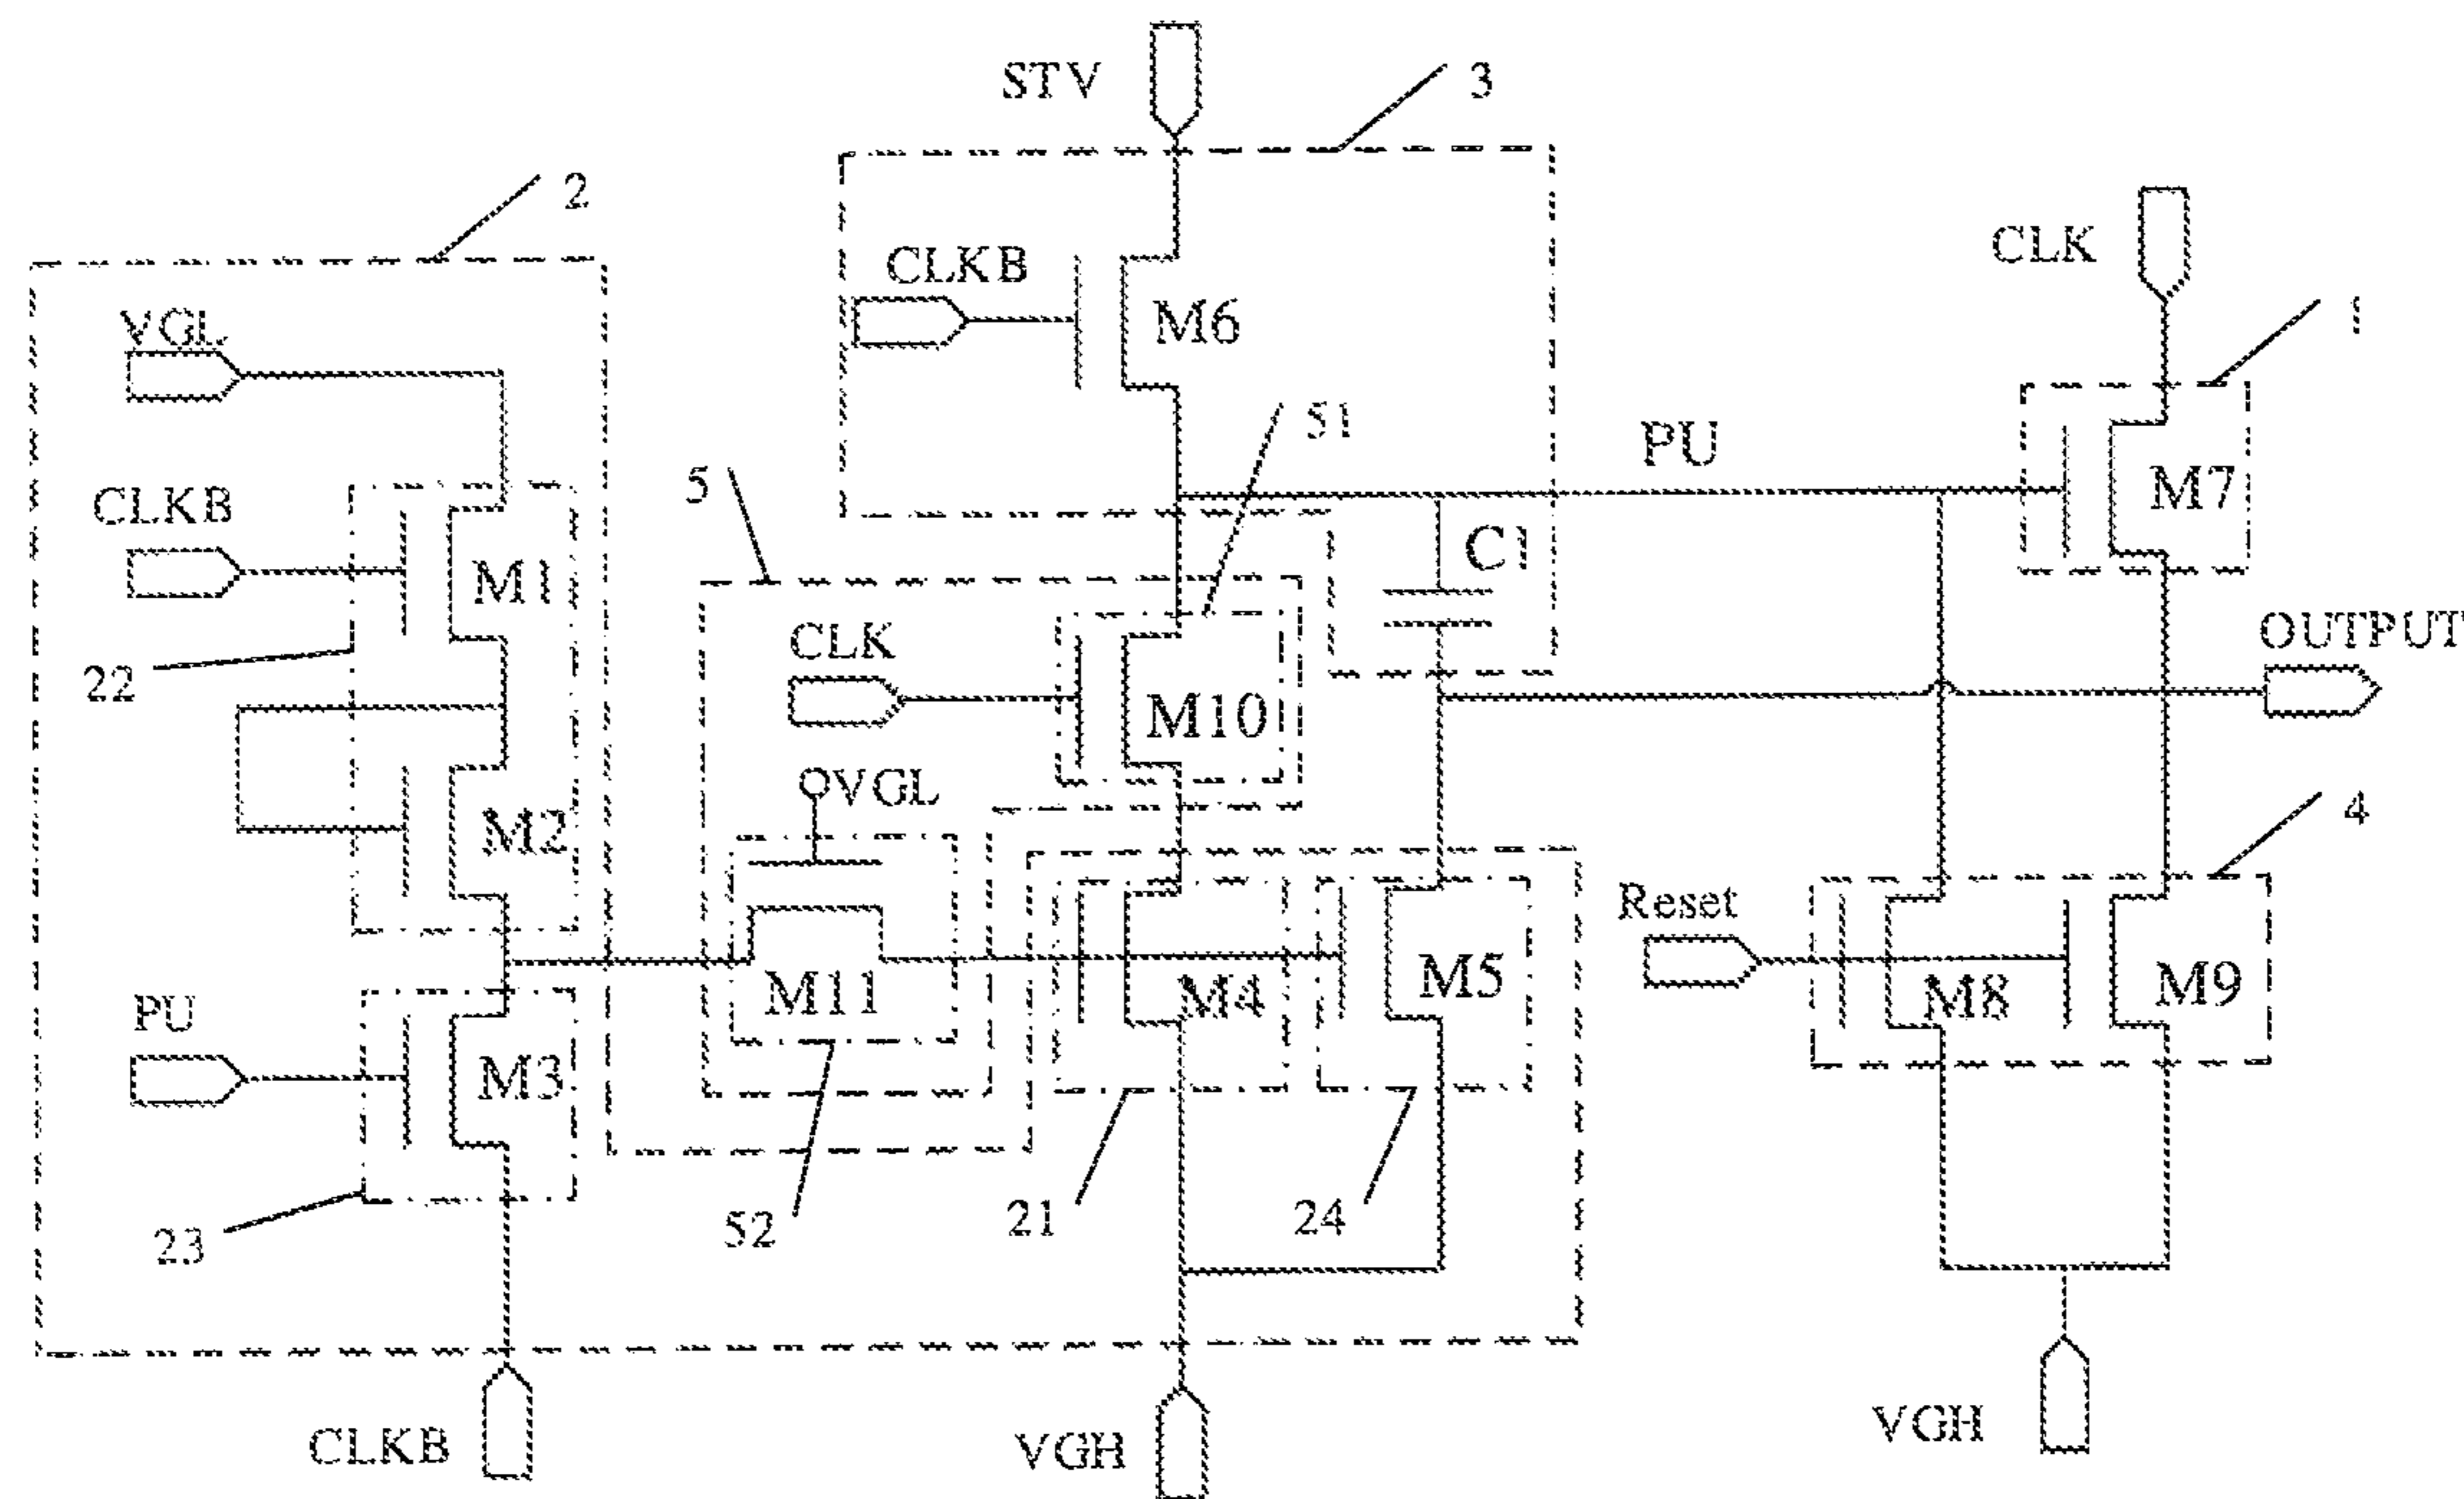 STV
3
2
CLK
CLKB
M6
VGL
1
51
PU
5
M7
CLKB
C1
M1
CLK
OUTPUT
22
M10
VGL
M2
4
Reset
M11
M4
M5
M8
M9
PU
M3
23
52
21
24
CLKB
VGH
VGH